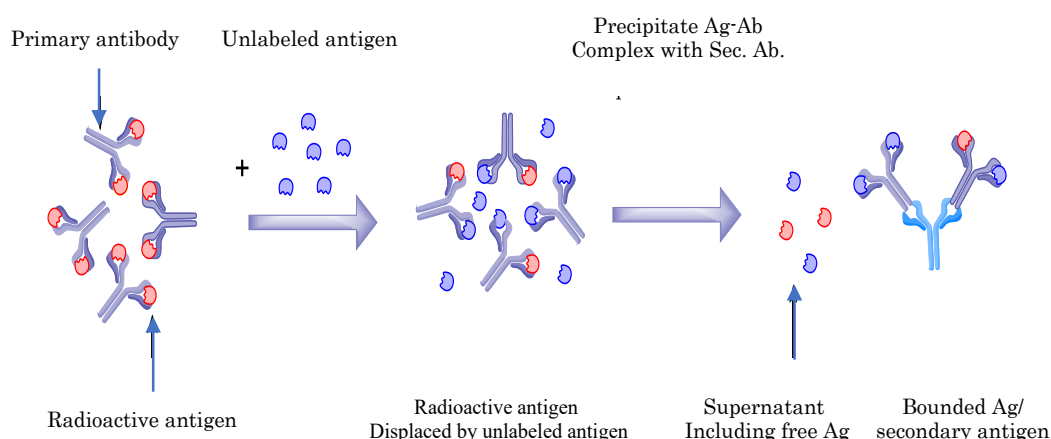 Primary antibody
Unlabeled antigen
Precipitate Ag-Ab
Complex with Sec. Ab.
+
Radioactive antigen
Radioactive antigen
Displaced by unlabeled antigen
Supernatant
Including free Ag
Bounded Ag/
secondary antigen